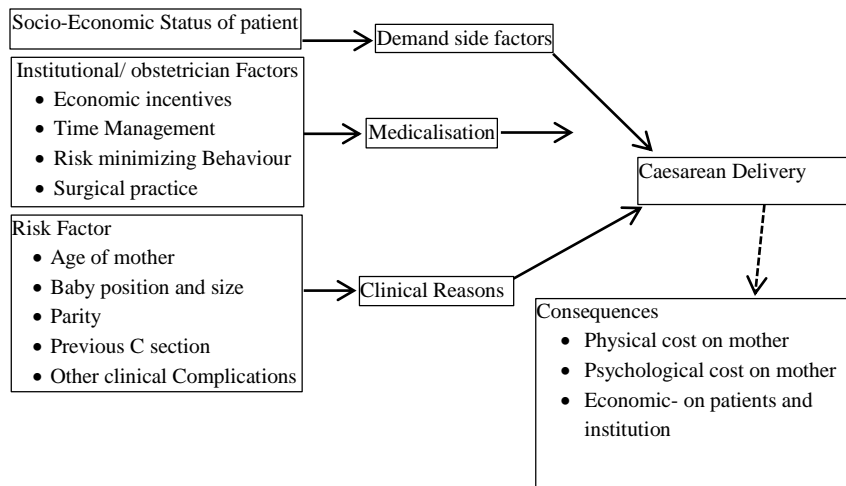 Socio-Economic Status of patient
Demand side factors
Institutional/ obstetrician Factors
• Economic incentives
• Time Management
• Risk minimizing Behaviour
• Surgical practice
Medicalisation
Caesarean Delivery
Risk Factor
• Age of mother
• Baby position and size
• Parity
• Previous C section
• Other clinical Complications
Clinical Reasons
Consequences
• Physical cost on mother
• Psychological cost on mother
• Economic- on patients and
institution